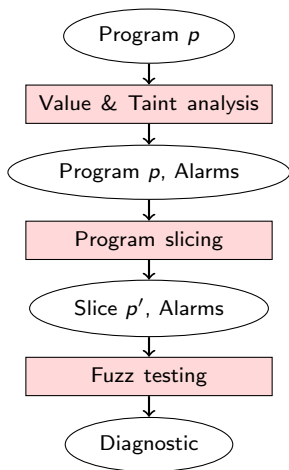 Program p
Value & Taint analysis
Program p, Alarms
Program slicing
Slice p′, Alarms
Fuzz testing
Diagnostic